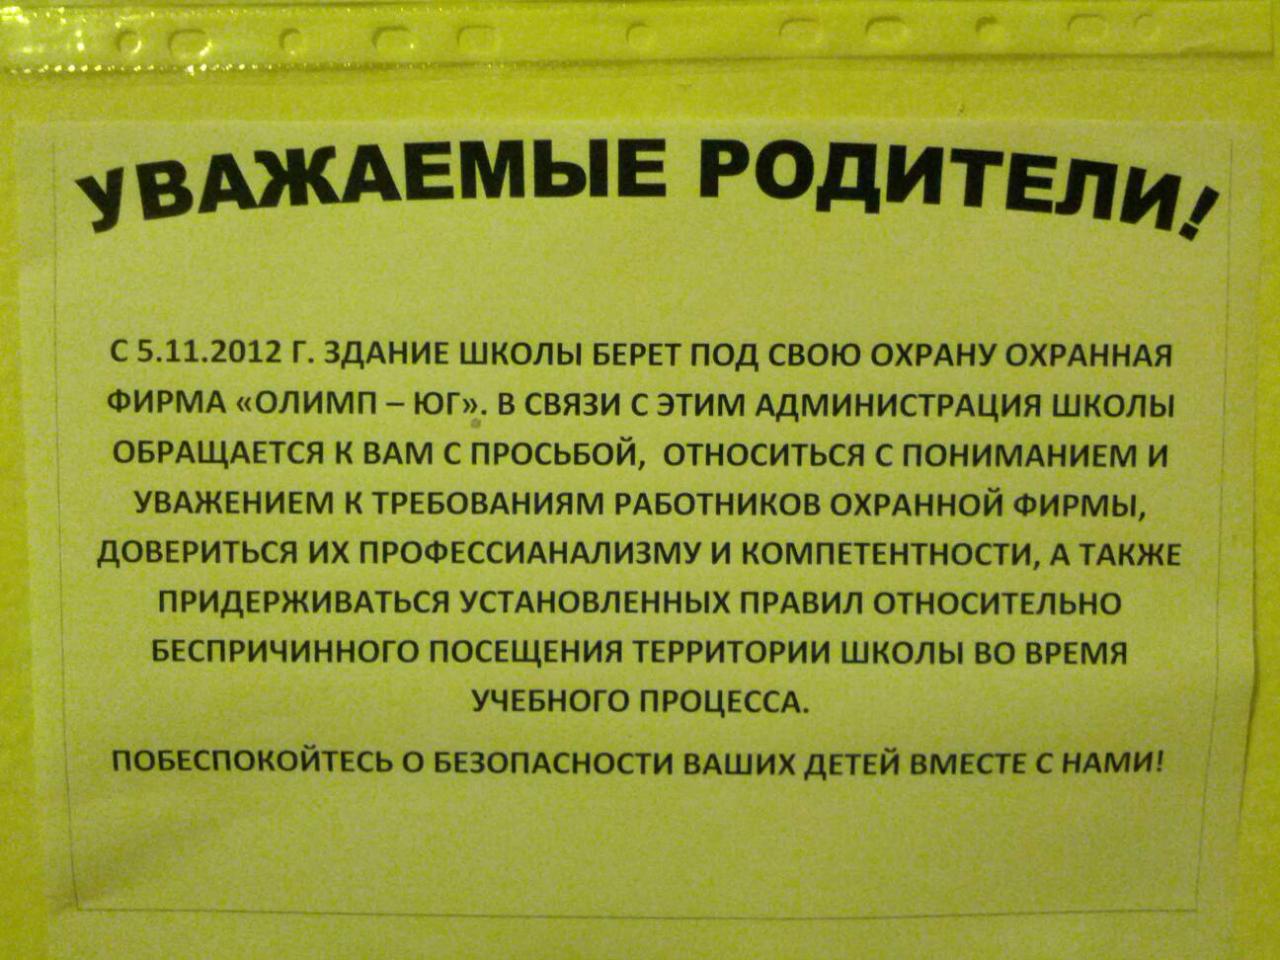 УВАЖАЕМЫЕ РОДИТЕЛИ!
С 5.11.2012 Г. ЗДАНИЕ ШКОЛЫ БЕРЕТ ПОД СВОЮ ОХРАНУ ОХРАННАЯ
ФИРМА «ОЛИМП – ЮГ». В СВЯЗИ С ЭТИМ АДМИНИСТРАЦИЯ ШКОЛЫ
ОБРАЩАЕТСЯ К ВАМ С ПРОСЬБОЙ, ОТНОСИТЬСЯ С ПОНИМАНИЕМ И
УВАЖЕНИЕМ К ТРЕБОВАНИЯМ РАБОТНИКОВ ОХРАННОЙ ФИРМЫ,
ДОВЕРИТЬСЯ ИХ ПРОФЕССИАНАЛИЗМУ И КОМПЕТЕНТНОСТИ, А ТАКЖЕ
ПРИДЕРЖИВАТЬСЯ УСТАНОВЛЕННЫХ ПРАВИЛ ОТНОСИТЕЛЬНО
БЕСПРИЧИННОГО ПОСЕЩЕНИЯ ТЕРРИТОРИИ ШКОЛЫ ВО ВРЕМЯ
УЧЕБНОГО ПРОЦЕССА.
ПОБЕСПОКОЙТЕСЬ О БЕЗОПАСНОСТИ ВАШИХ ДЕТЕЙ ВМЕСТЕ С НАМИ!